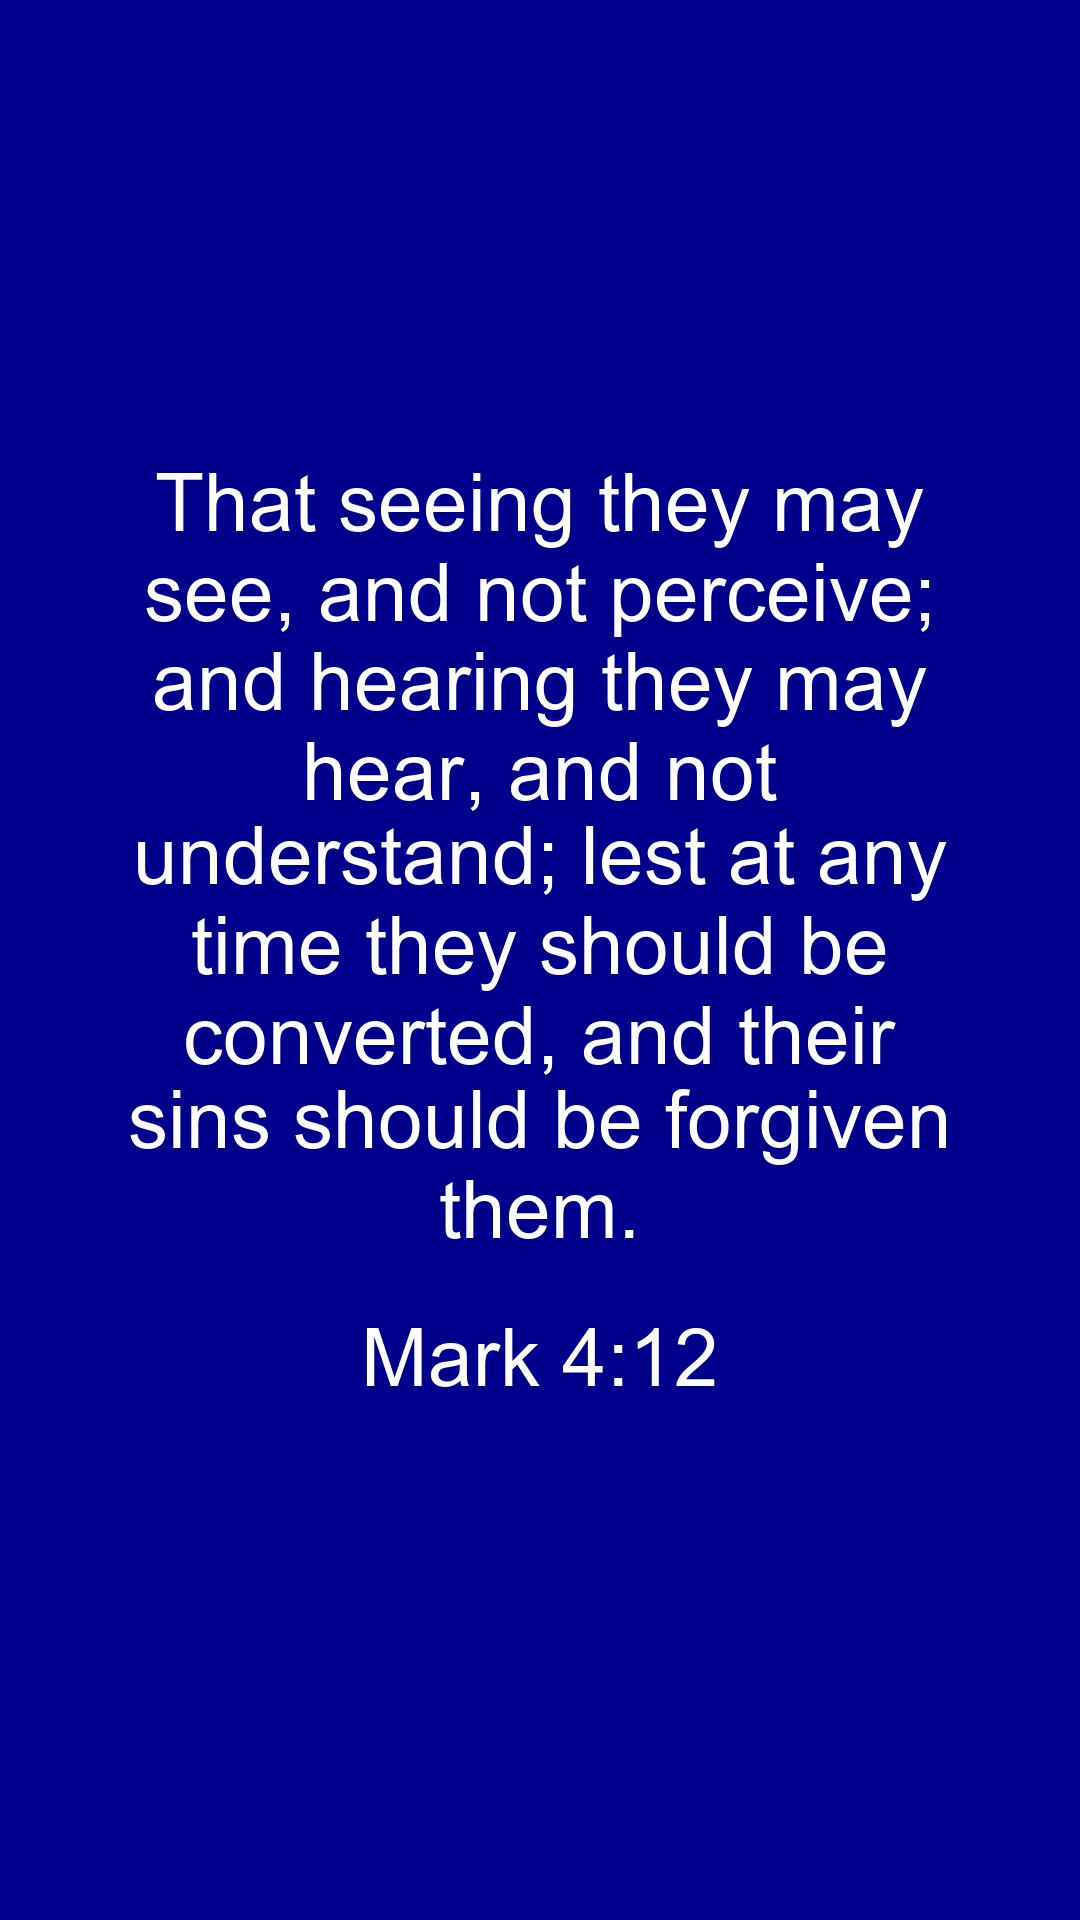 That seeing they may
see, and not perceive;
and hearing they may
hear, and not
understand; lest at any
time they should be
converted, and their
sins should be forgiven
them.
Mark 4:12